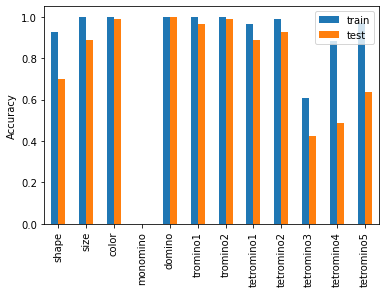 train
test
Accuracy
1.0
0.8
0.6
0.4
0.2
0.0
shape
size
color
monomino
domino
tromino1
tromino2
tetromino1
tetromino2
tetromino3
tetromino4
tetromino5